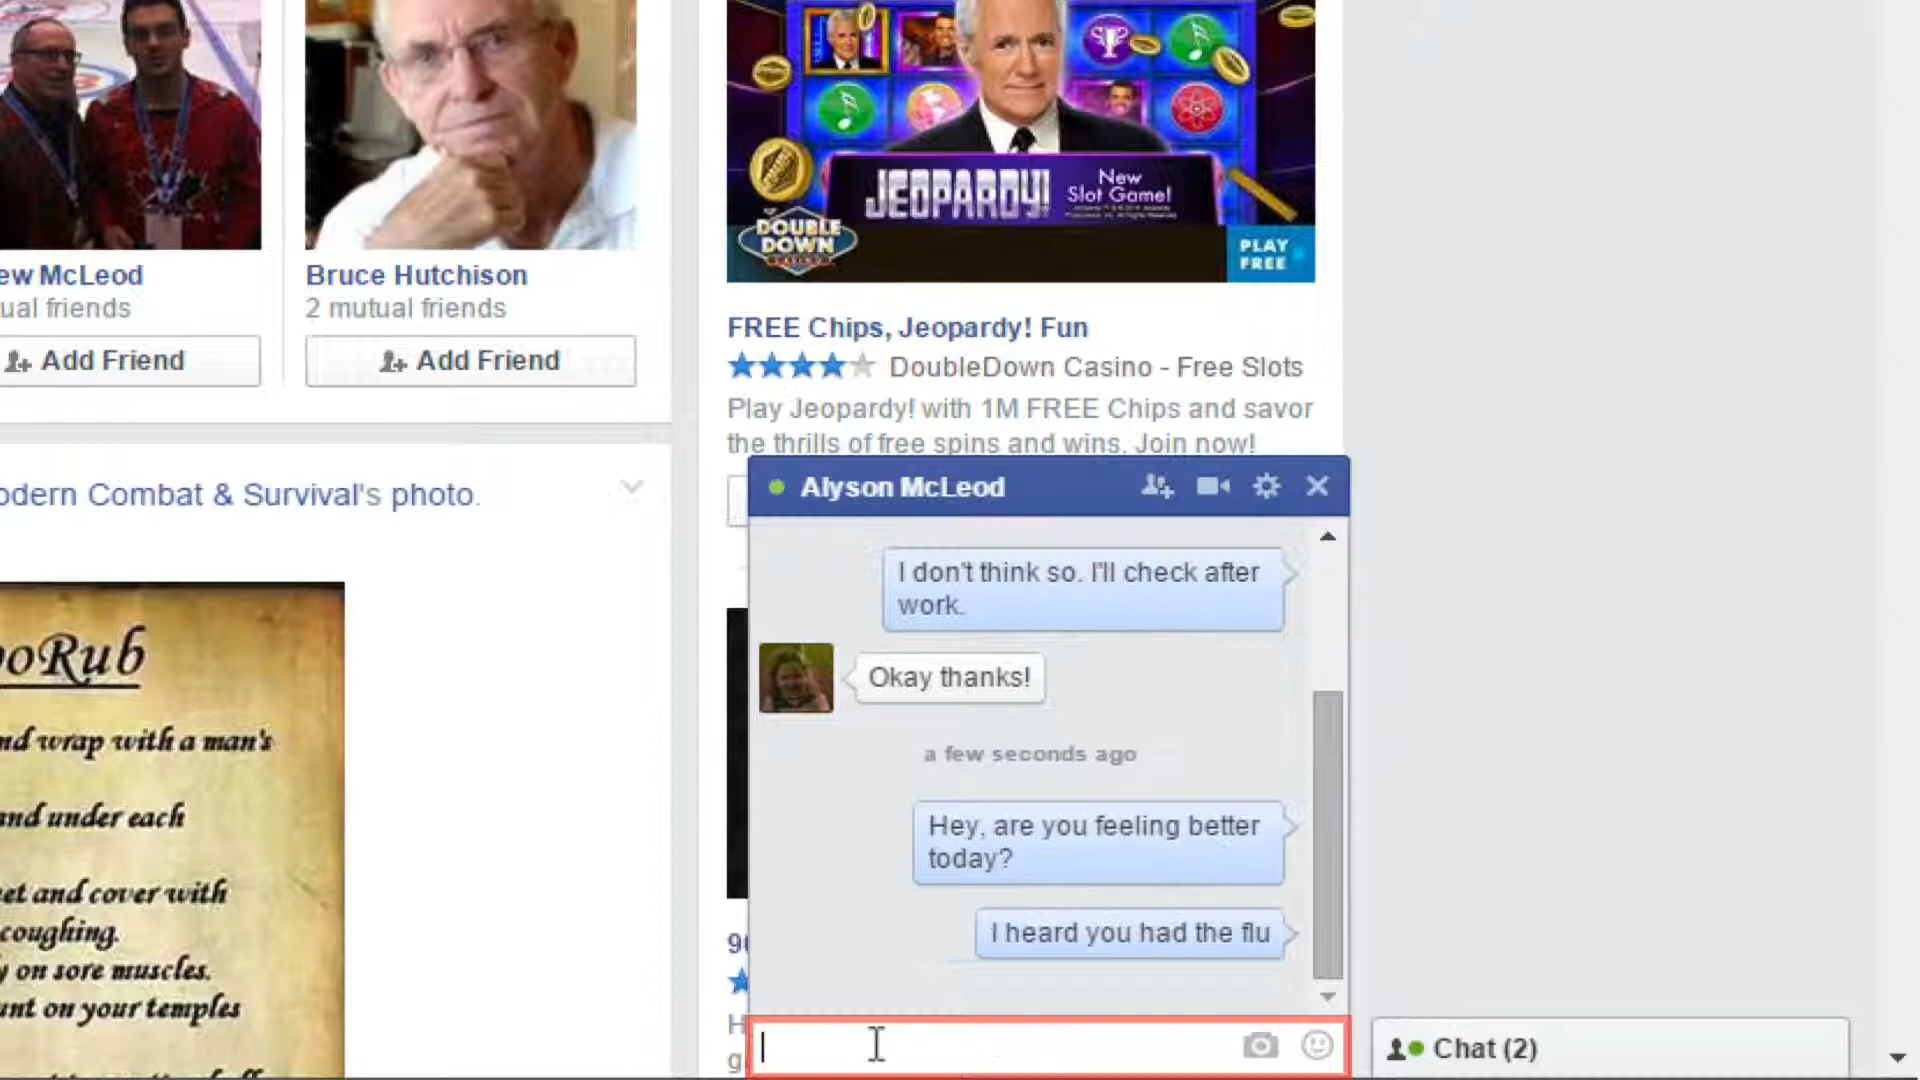 ew McLeod
ual friends
Add Friend
Bruce Hutchison
2 mutual friends
Add Friend
odern Combat & Survival's photo.
oRub
nd wrap with a man's
and under each
et and cover with
coughing.
y on sore muscles.
unt on your temples
JEOPARDY!
New
Slot Game!
DOUBLE
DOWN
CASINO
PLAY
FREE
FREE Chips, Jeopardy! Fun
DoubleDown Casino - Free Slots
Play Jeopardy! with 1M FREE Chips and savor
the thrills of free spins and wins. Join now!
Alyson McLeod
I don't think so. I'll check after
work.
Okay thanks!
a few seconds ago
Hey, are you feeling better
today?
I heard you had the flu
Chat (2)